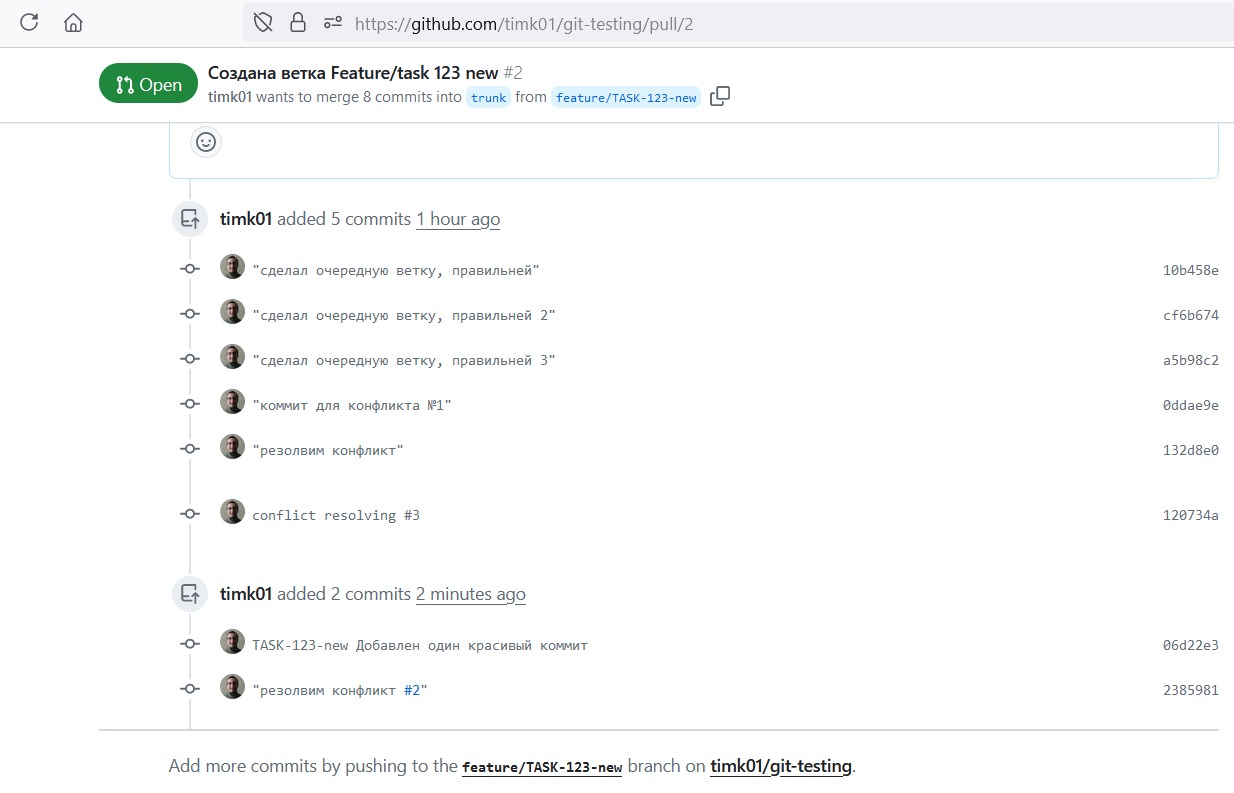 https://github.com/timk01/git-testing/pull/2
Open
Создана ветка Feature/task 123 new #2
timk01 wants to merge 8 commits into trunk from feature/TASK-123-new
timk01 added 5 commits 1 hour ago
"сделал очередную ветку, правильней" 10b458e
"сделал очередную ветку, правильней 2" cf6b674
"сделал очередную ветку, правильней 3" a5b98c2
"коммит для конфликта №1" 0ddae9e
"резолвим конфликт" 132d8e0
conflict resolving #3 120734a
timk01 added 2 commits 2 minutes ago
TASK-123-new Добавлен один красивый коммит 06d22e3
"резолвим конфликт #2" 2385981
Add more commits by pushing to the feature/TASK-123-new branch on timk01/git-testing.